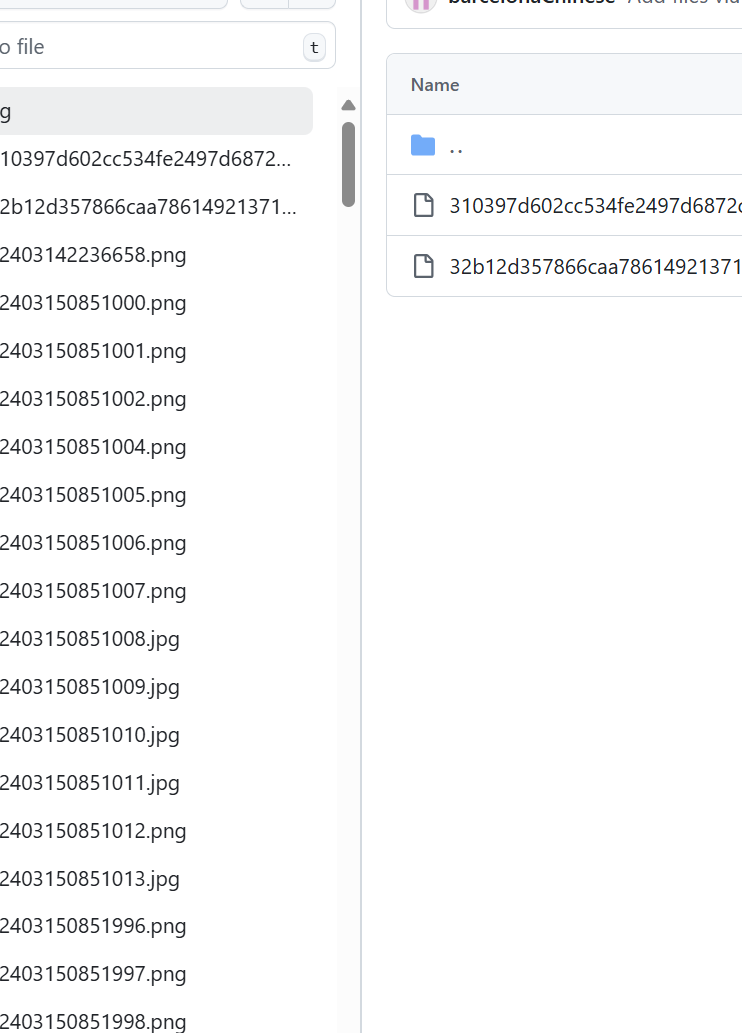 o file
t
g
10397d602cc534fe2497d6872...
2b12d357866caa78614921371...
2403142236658.png
2403150851000.png
2403150851001.png
2403150851002.png
2403150851004.png
2403150851005.png
2403150851006.png
2403150851007.png
2403150851008.jpg
2403150851009.jpg
2403150851010.jpg
2403150851011.jpg
2403150851012.png
2403150851013.jpg
2403150851996.png
2403150851997.png
2403150851998.png
barcelonaChinese Add files via
Name
..
310397d602cc534fe2497d6872c
32b12d357866caa78614921371